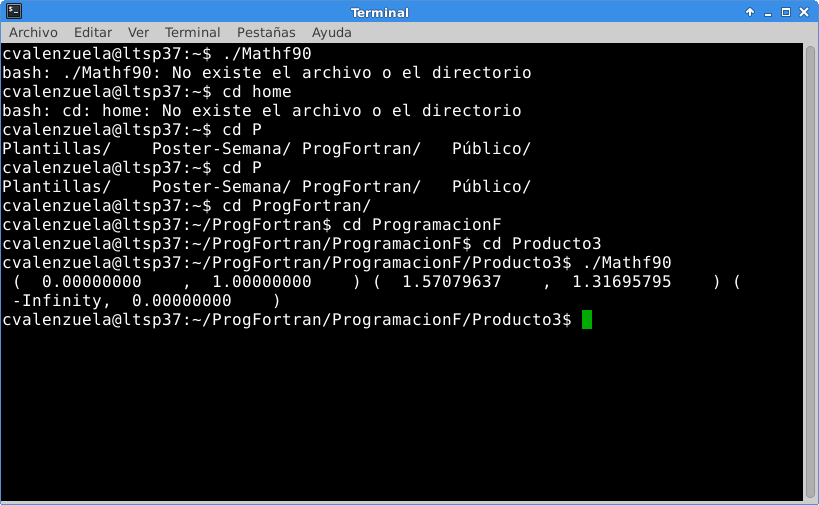 Terminal
Archivo Editar Ver Terminal Pestañas Ayuda
cvalenzuela@ltsp37:~$ ./Mathf90
bash: ./Mathf90: No existe el archivo o el directorio
cvalenzuela@ltsp37:~$ cd home
bash: cd: home: No existe el archivo o el directorio
cvalenzuela@ltsp37:~$ cd P
Plantillas/    Poster-Semana/ ProgFortran/   Público/
cvalenzuela@ltsp37:~$ cd P
Plantillas/    Poster-Semana/ ProgFortran/   Público/
cvalenzuela@ltsp37:~$ cd ProgFortran/
cvalenzuela@ltsp37:~/ProgFortran$ cd ProgramacionF
cvalenzuela@ltsp37:~/ProgFortran/ProgramacionF$ cd Producto3
cvalenzuela@ltsp37:~/ProgFortran/ProgramacionF/Producto3$ ./Mathf90
 (  0.00000000    ,  1.00000000    ) (  1.57079637    ,  1.31695795    ) (
 -Infinity,  0.00000000    )
cvalenzuela@ltsp37:~/ProgFortran/ProgramacionF/Producto3$